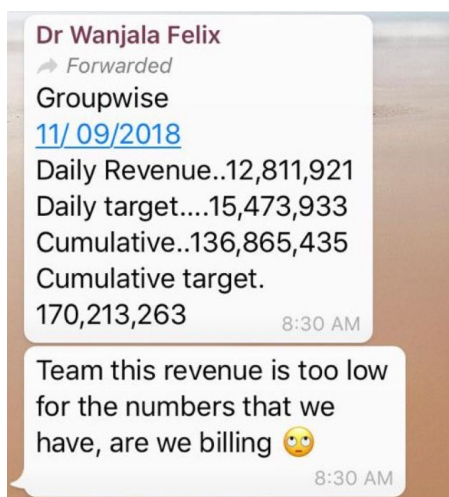 Dr Wanjala Felix
Forwarded
Groupwise
11/ 09/2018
Daily Revenue..12,811,921
Daily target....15,473,933
Cumulative..136,865,435
Cumulative target.
170,213,263
8:30 AM
Team this revenue is too low
for the numbers that we
have, are we billing 🙄
8:30 AM